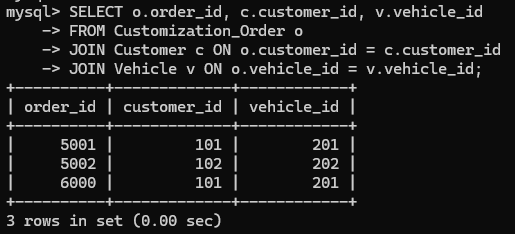 mysql> SELECT o.order_id, c.customer_id, v.vehicle_id
    -> FROM Customization_Order o
    -> JOIN Customer c ON o.customer_id = c.customer_id
    -> JOIN Vehicle v ON o.vehicle_id = v.vehicle_id;
+----------+-------------+------------+
| order_id | customer_id | vehicle_id |
+----------+-------------+------------+
|     5001 |         101 |        201 |
|     5002 |         102 |        202 |
|     6000 |         101 |        201 |
+----------+-------------+------------+
3 rows in set (0.00 sec)